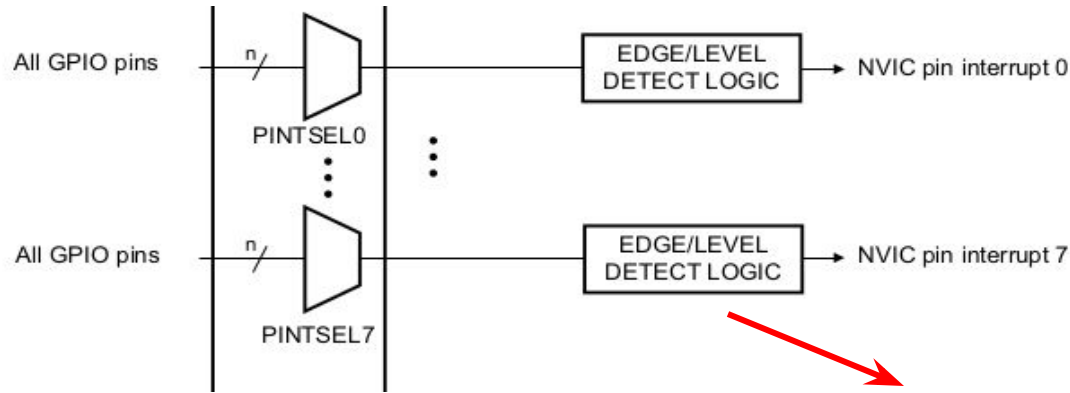 All GPIO pins
n
PINTSEL0
EDGE/LEVEL
DETECT LOGIC
NVIC pin interrupt 0
All GPIO pins
n
PINTSEL7
EDGE/LEVEL
DETECT LOGIC
NVIC pin interrupt 7